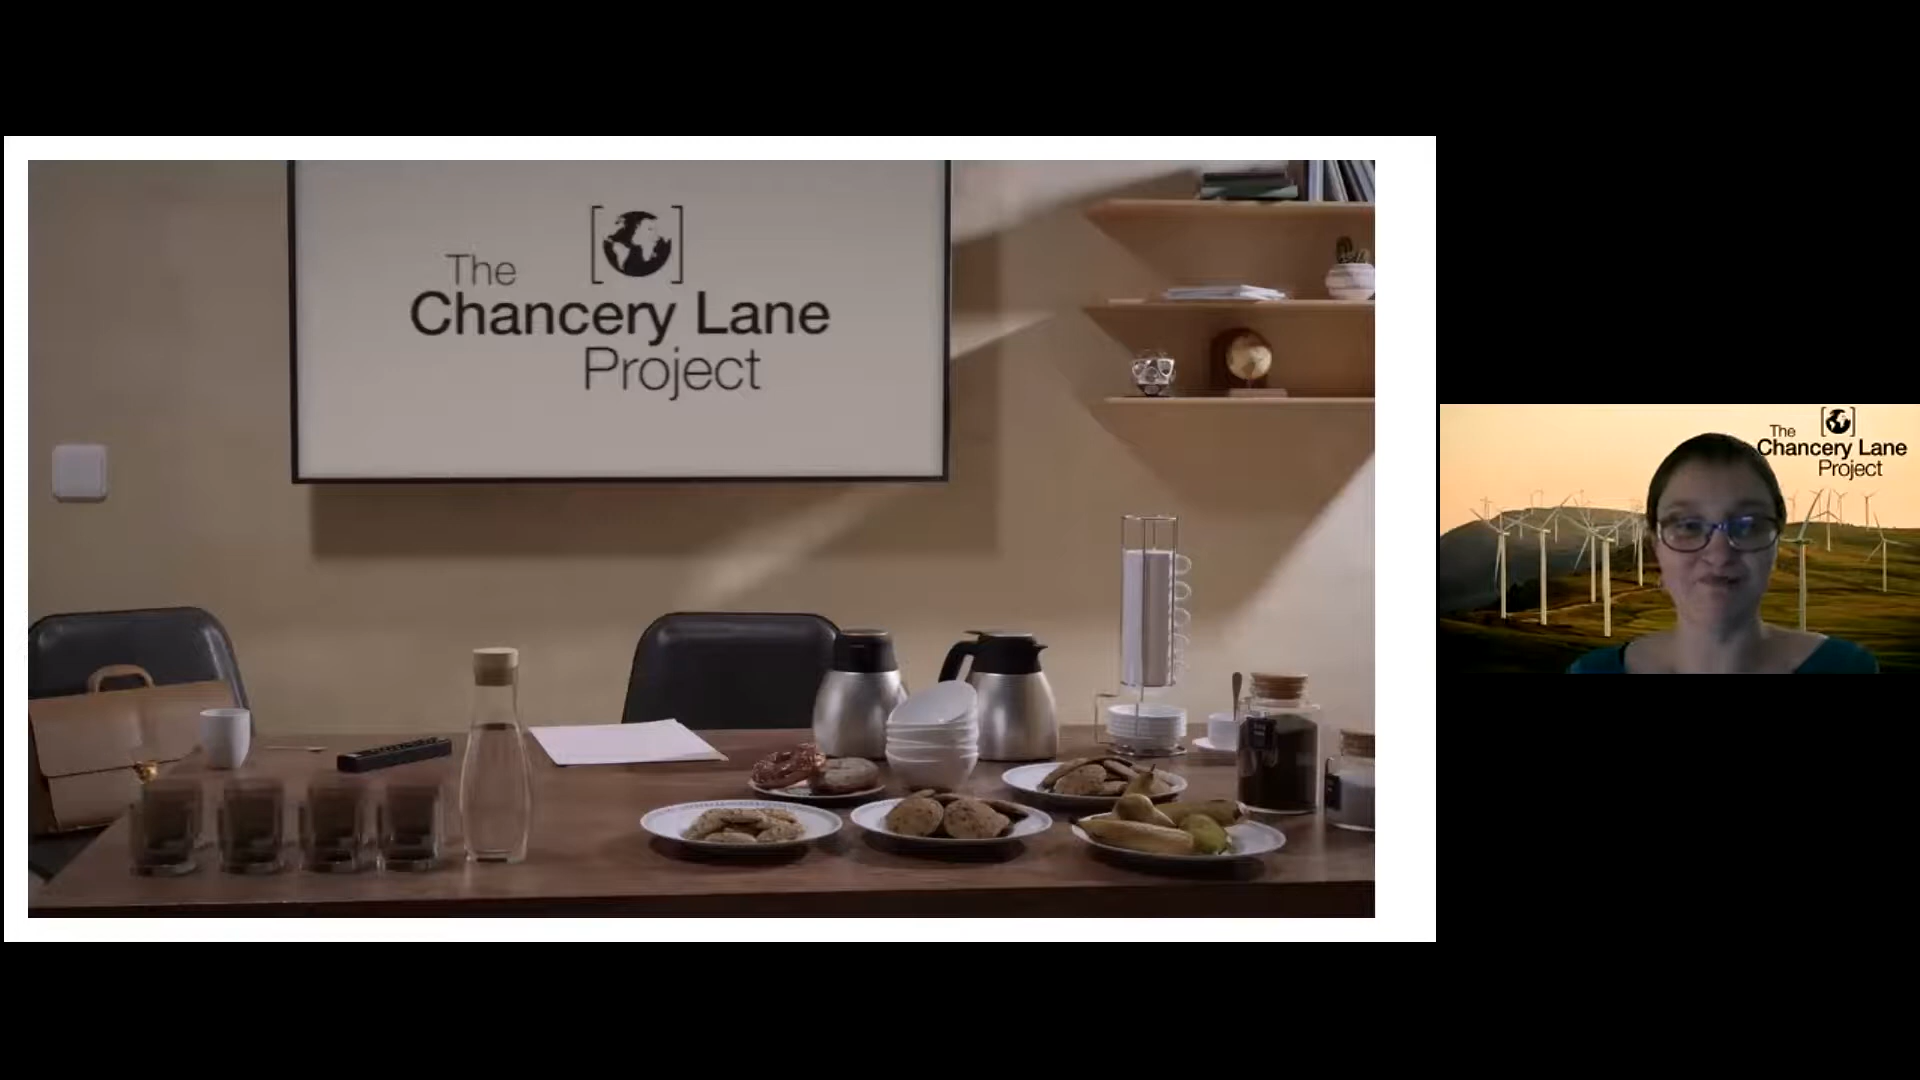 The
Chancery Lane
Project
The
Chancery Lane
Project